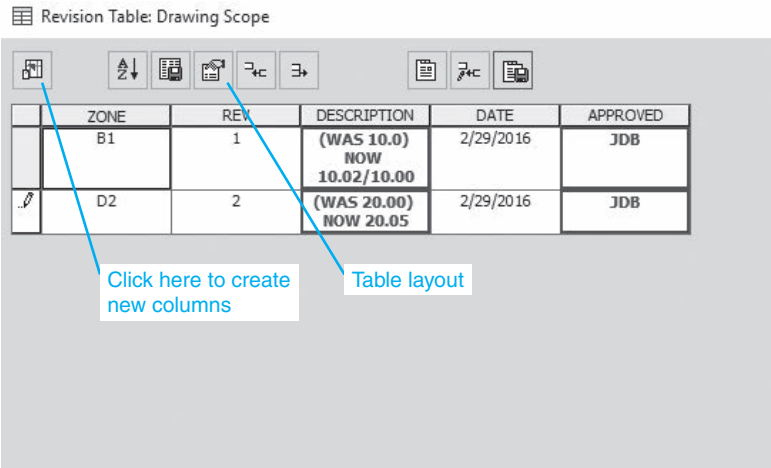 Revision Table: Drawing Scope
ZONE REV DESCRIPTION DATE APPROVED
B1 1 (WAS 10.0) 2/29/2016 JDB
NOW
10.02/10.00
D2 2 (WAS 20.00) 2/29/2016 JDB
NOW 20.05
Click here to create
new columns
Table layout